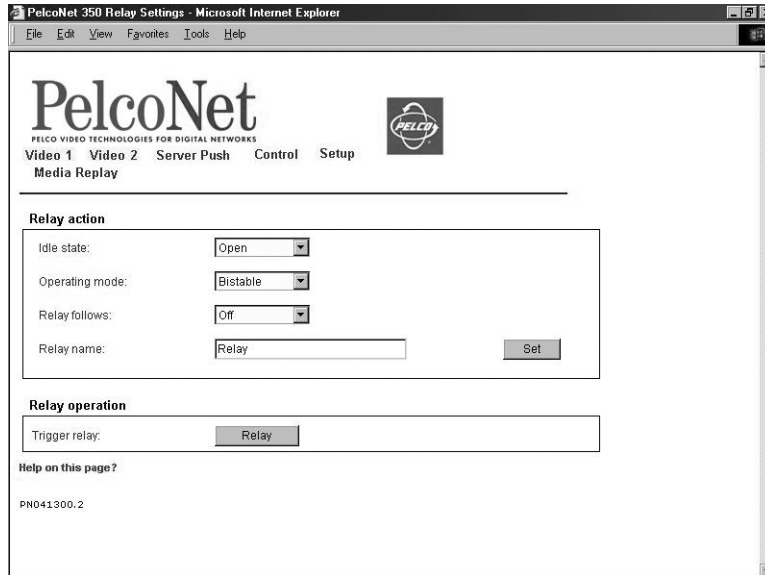 PelcoNet 350 Relay Settings - Microsoft Internet Explorer
File Edit View Favorites Tools Help
PelcoNet
PELCO VIDEO TECHNOLOGIES FOR DIGITAL NETWORKS
PELCO
Video 1 Video 2 Server Push Control Setup
Media Replay
Relay action
Idle state: Open
Operating mode: Bistable
Relay follows: Off
Relay name: Relay Set
Relay operation
Trigger relay: Relay
Help on this page?
PN041300.2